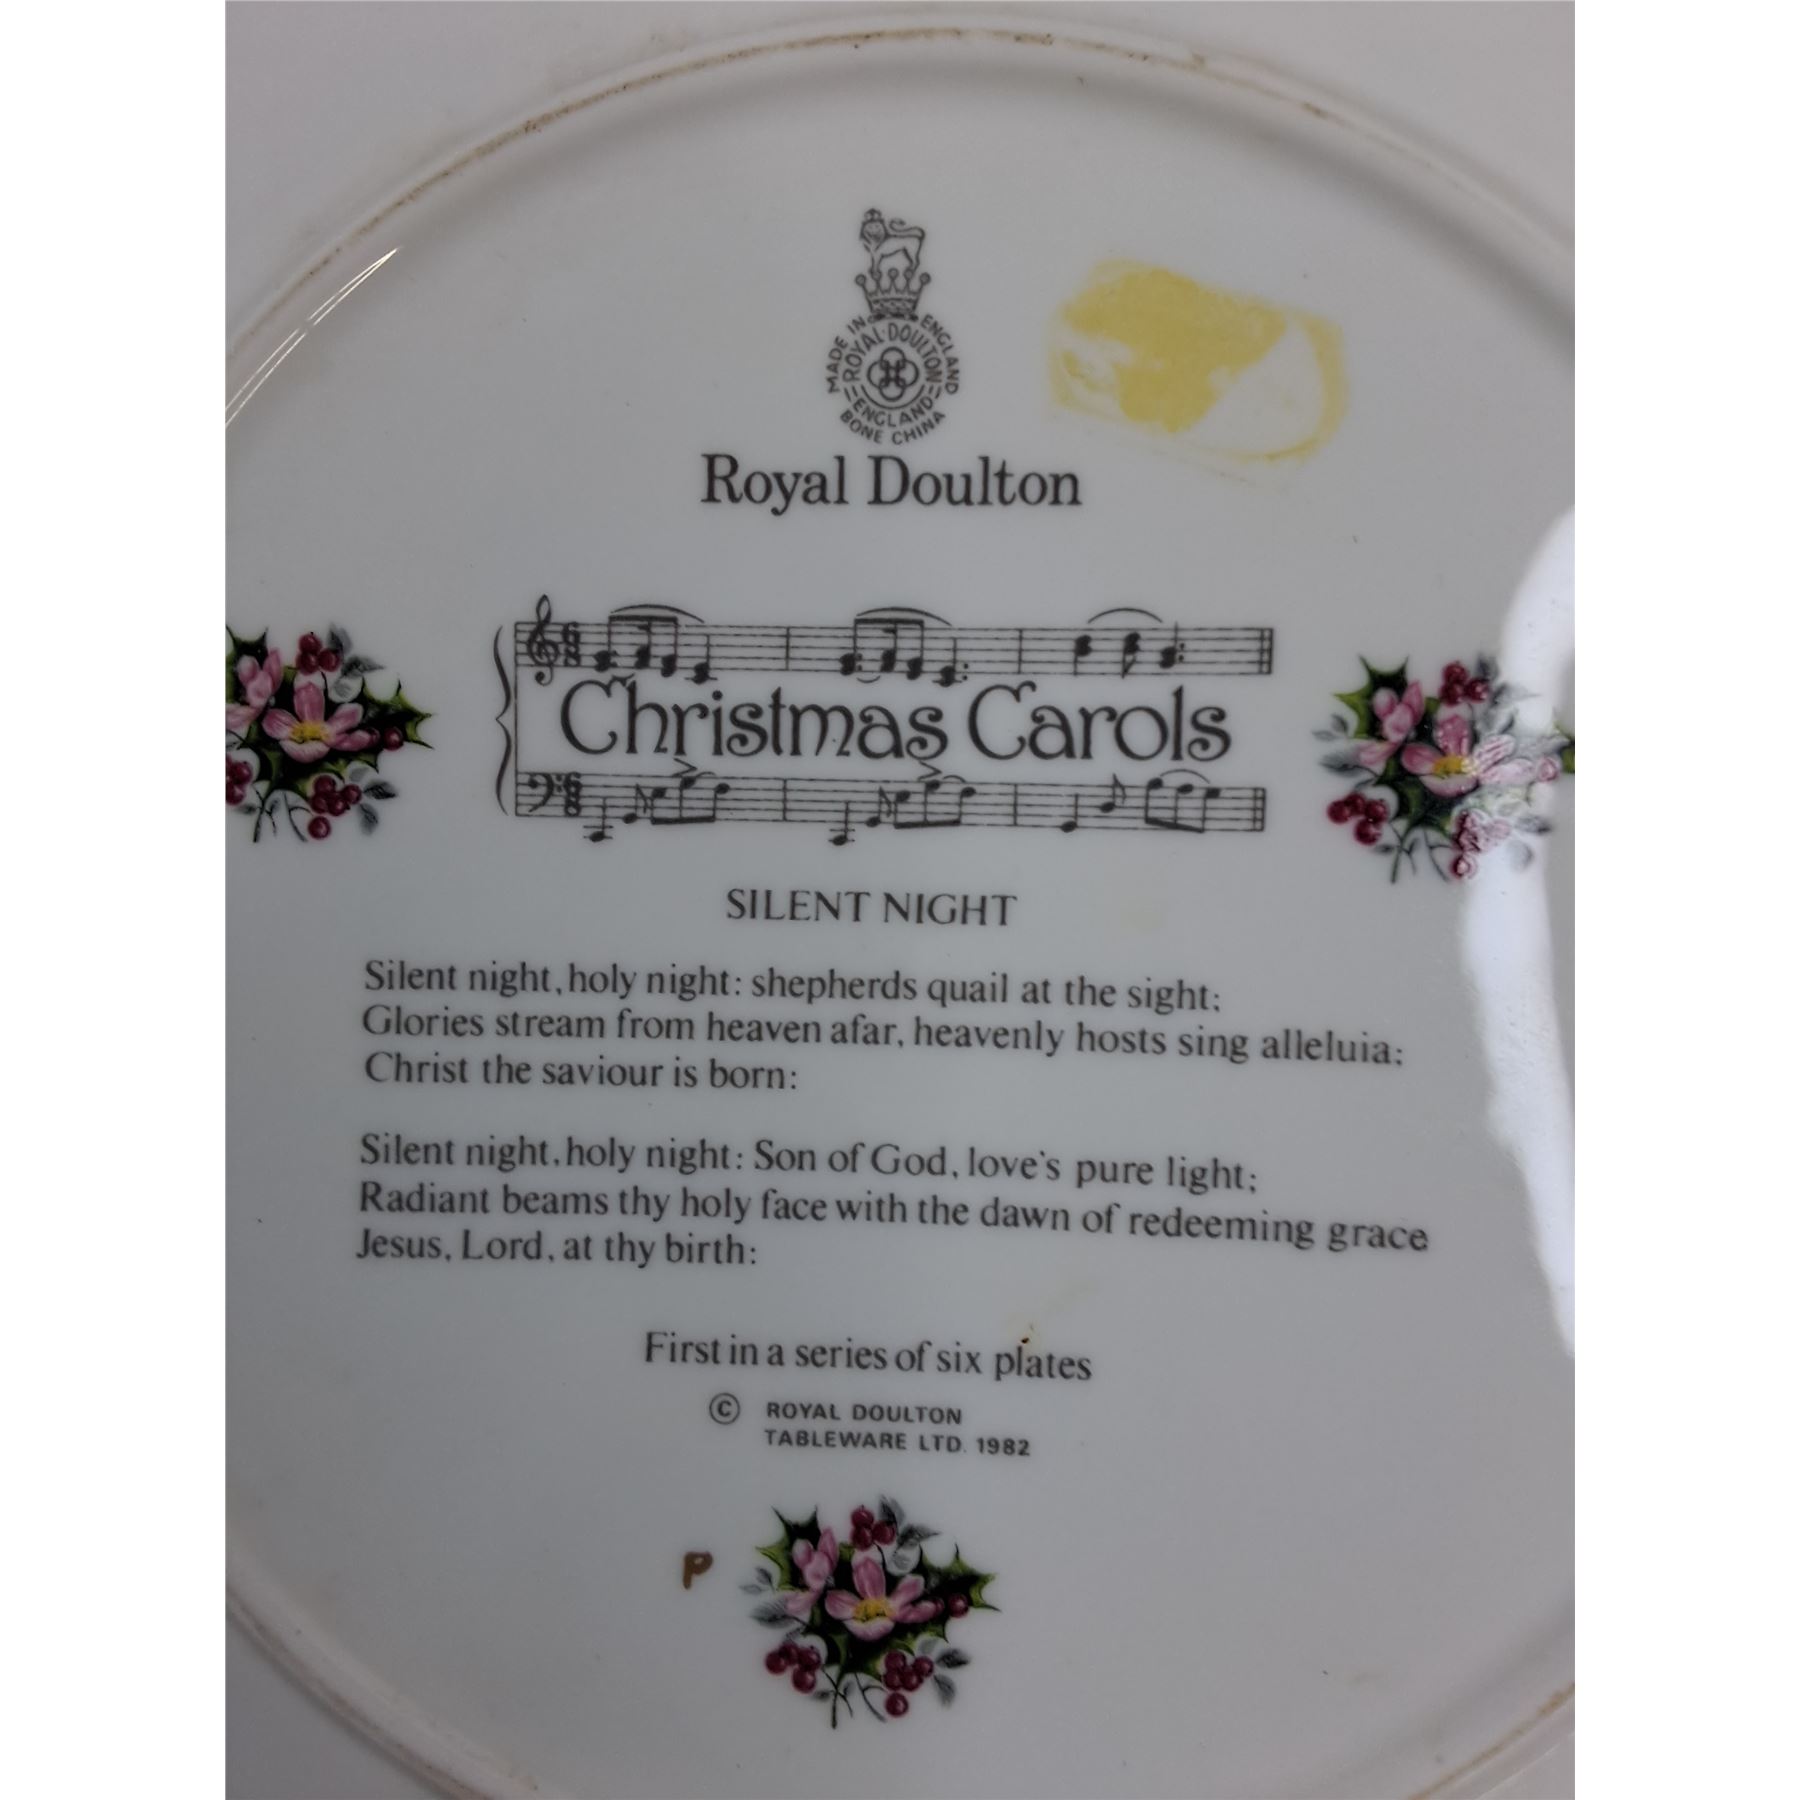 MADE IN ENGLAND
ROYAL·DOULTON
ENGLAND
BONE CHINA
Royal Doulton
Christmas Carols
SILENT NIGHT
Silent night, holy night: shepherds quail at the sight;
Glories stream from heaven afar, heavenly hosts sing alleluia:
Christ the saviour is born:
Silent night, holy night: Son of God, love's pure light;
Radiant beams thy holy face with the dawn of redeeming grace
Jesus, Lord, at thy birth:
First in a series of six plates
© ROYAL DOULTON
TABLEWARE LTD. 1982
P